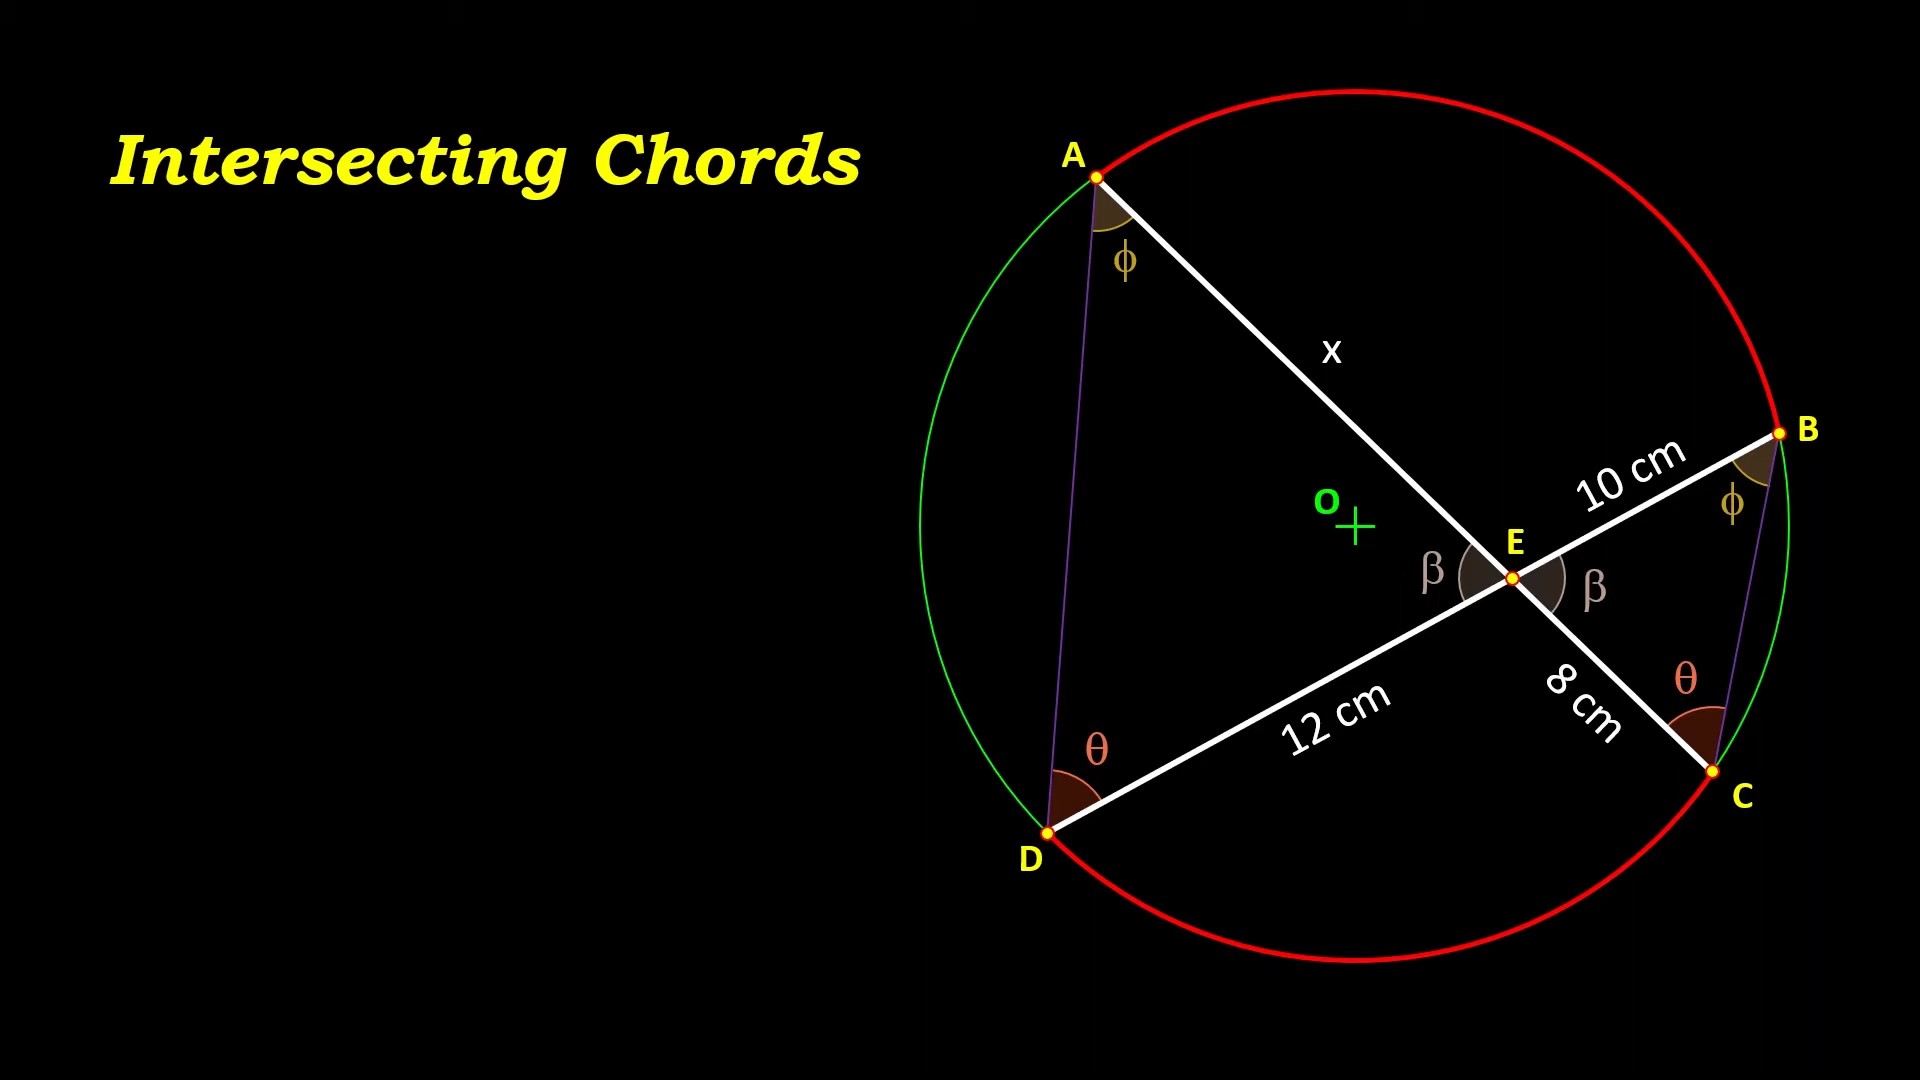 Intersecting Chords
A
ϕ
x
B
10 cm
O
ϕ
E
β
β
8 cm
θ
12 cm
θ
C
D